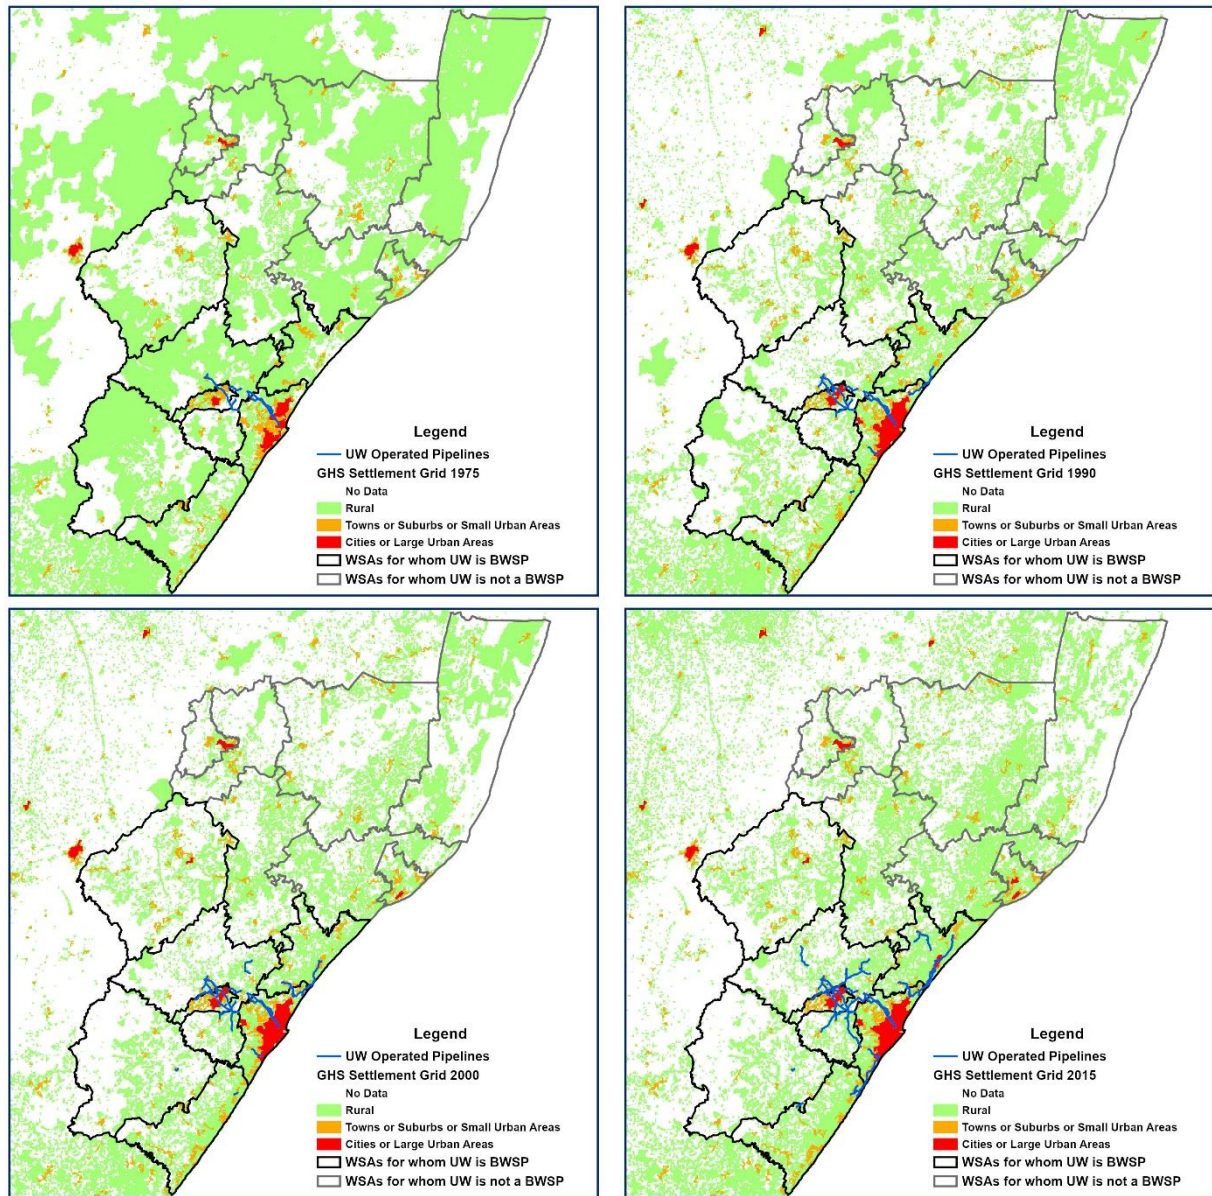 Legend
UW Operated Pipelines
GHS Settlement Grid 1975
No Data
Rural
Towns or Suburbs or Small Urban Areas
Cities or Large Urban Areas
WSAs for whom UW is BWSP
WSAs for whom UW is not a BWSP
Legend
UW Operated Pipelines
GHS Settlement Grid 1990
No Data
Rural
Towns or Suburbs or Small Urban Areas
Cities or Large Urban Areas
WSAs for whom UW is BWSP
WSAs for whom UW is not a BWSP
Legend
UW Operated Pipelines
GHS Settlement Grid 2000
No Data
Rural
Towns or Suburbs or Small Urban Areas
Cities or Large Urban Areas
WSAs for whom UW is BWSP
WSAs for whom UW is not a BWSP
Legend
UW Operated Pipelines
GHS Settlement Grid 2015
No Data
Rural
Towns or Suburbs or Small Urban Areas
Cities or Large Urban Areas
WSAs for whom UW is BWSP
WSAs for whom UW is not a BWSP